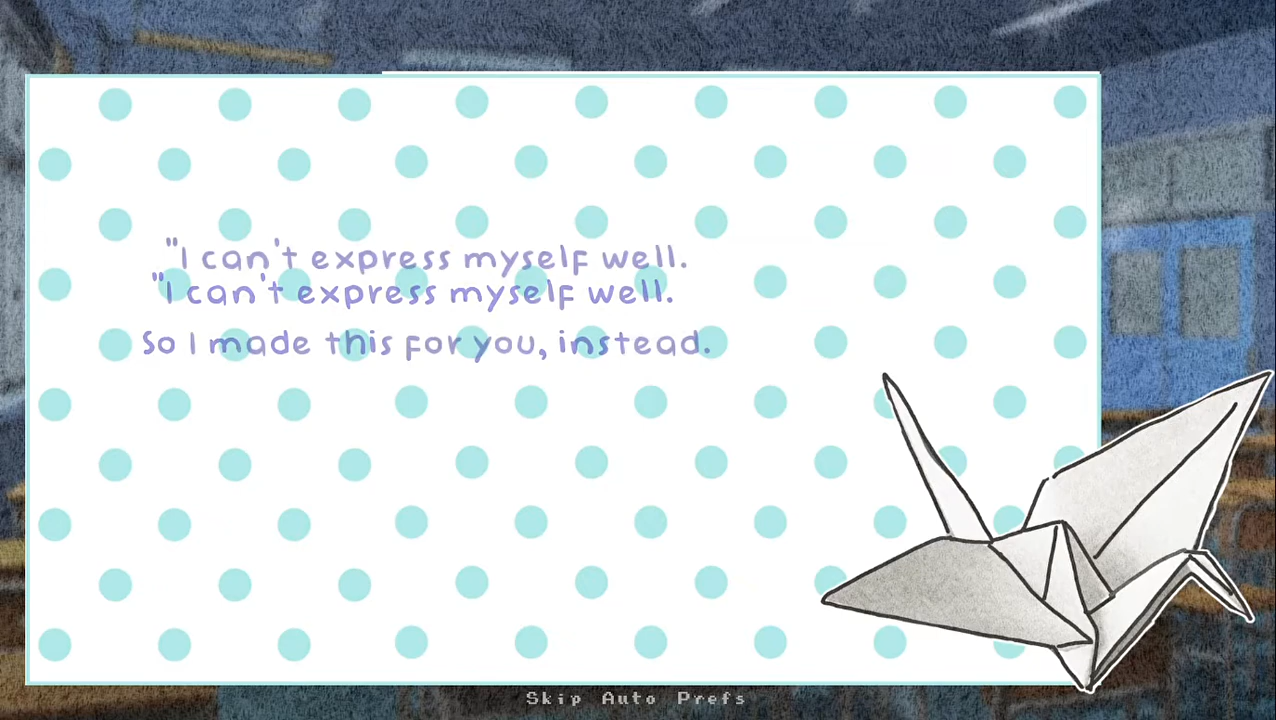 "I can't express myself well.
"I can't express myself well.
So I made this for you, instead.
Skip Auto Prefs